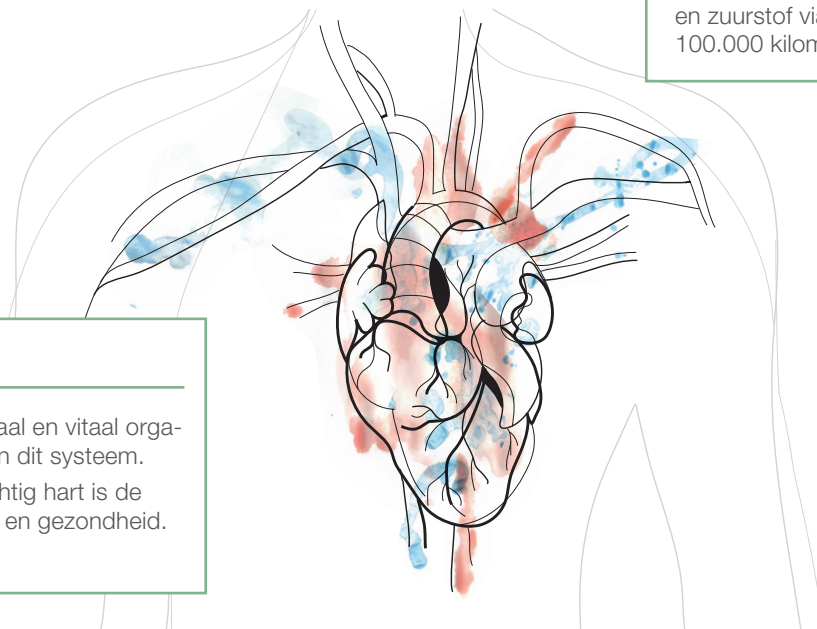 en zuurstof via
100.000 kilom
aal en vitaal orga-
n dit systeem.
htig hart is de
en gezondheid.